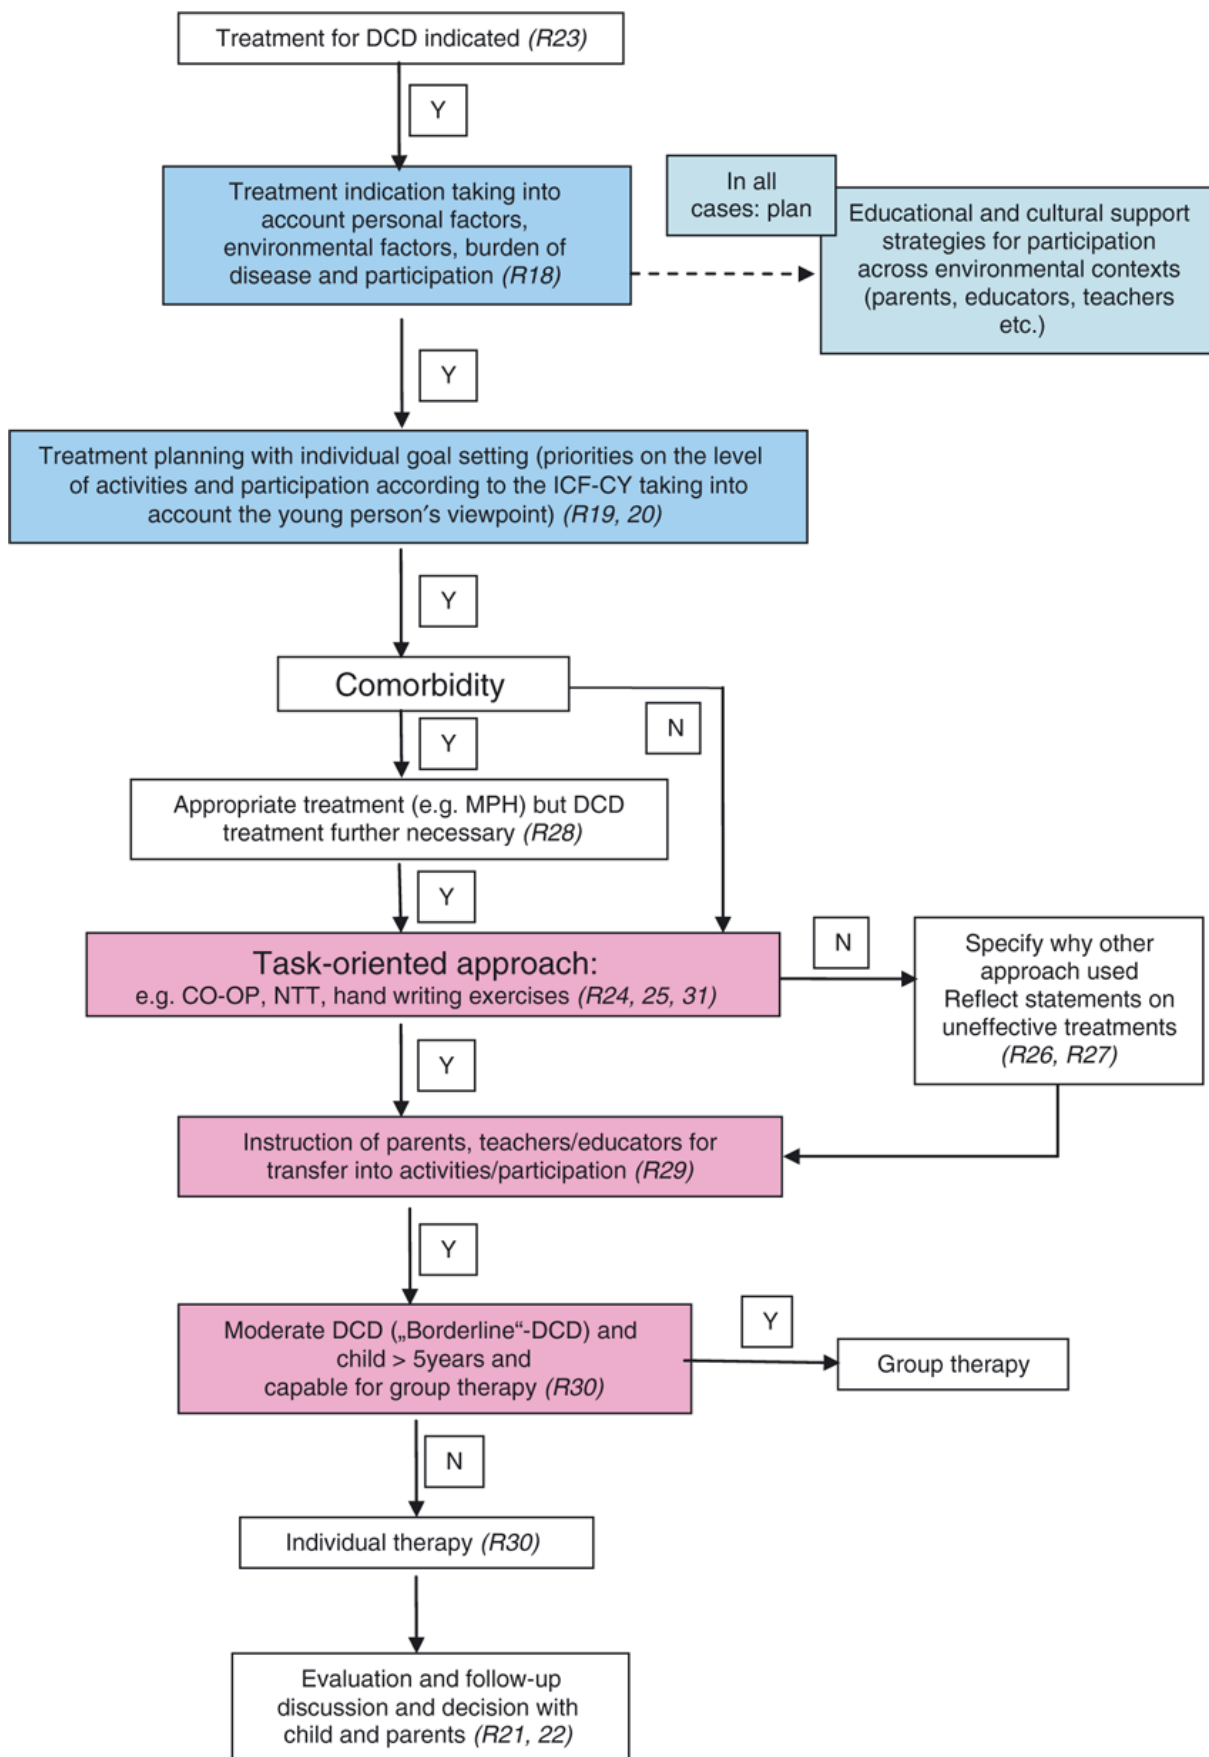 Treatment for DCD indicated (R23)
Y
Treatment indication taking into
account personal factors,
environmental factors, burden of
disease and participation (R18)
In all
cases: plan
Educational and cultural support
strategies for participation
across environmental contexts
(parents, educators, teachers
etc.)
Y
Treatment planning with individual goal setting (priorities on the level
of activities and participation according to the ICF-CY taking into
account the young person′s viewpoint) (R19, 20)
Y
Comorbidity
N
Y
Appropriate treatment (e.g. MPH) but DCD
treatment further necessary (R28)
Y
Task-oriented approach:
e.g. CO-OP, NTT, hand writing exercises (R24, 25, 31)
N
Specify why other
approach used
Reflect statements on
uneffective treatments
(R26, R27)
Y
Instruction of parents, teachers/educators for
transfer into activities/participation (R29)
Y
Moderate DCD („Borderline“-DCD) and
child > 5years and
capable for group therapy (R30)
Y
Group therapy
N
Individual therapy (R30)
Evaluation and follow-up
discussion and decision with
child and parents (R21, 22)